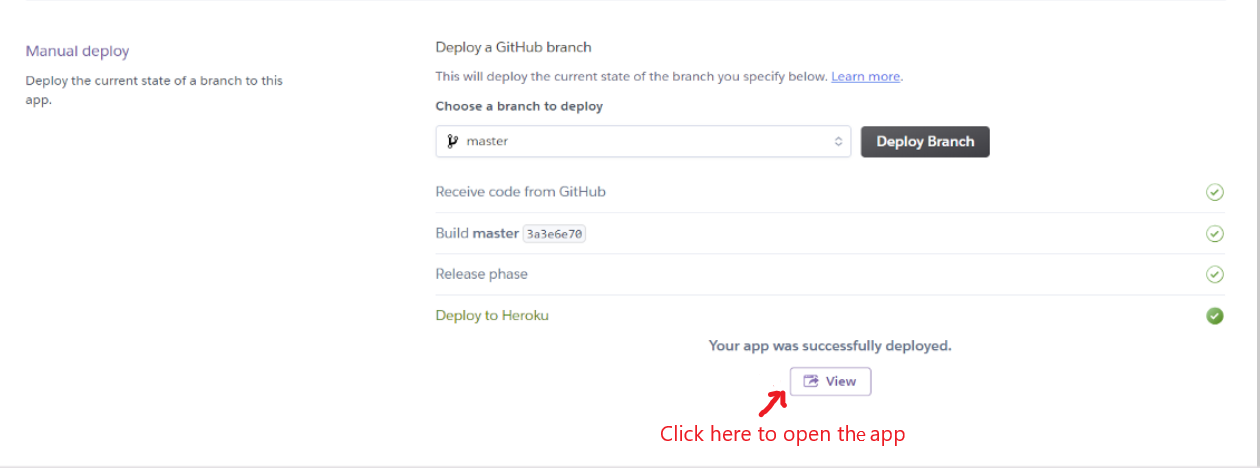 Manual deploy
Deploy the current state of a branch to this
app.
Deploy a GitHub branch
This will deploy the current state of the branch you specify below. Learn more.
Choose a branch to deploy
master
Deploy Branch
Receive code from GitHub
Build master 3a3e6e70
Release phase
Deploy to Heroku
Your app was successfully deployed.
View
Click here to open the app